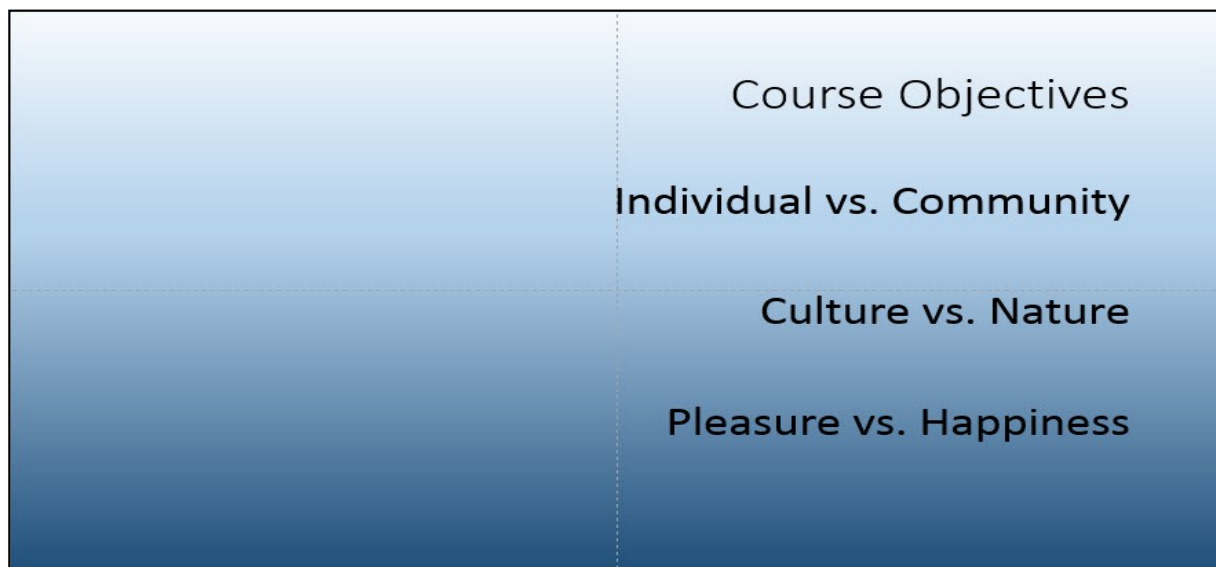 Course Objectives
Individual vs. Community
Culture vs. Nature
Pleasure vs. Happiness